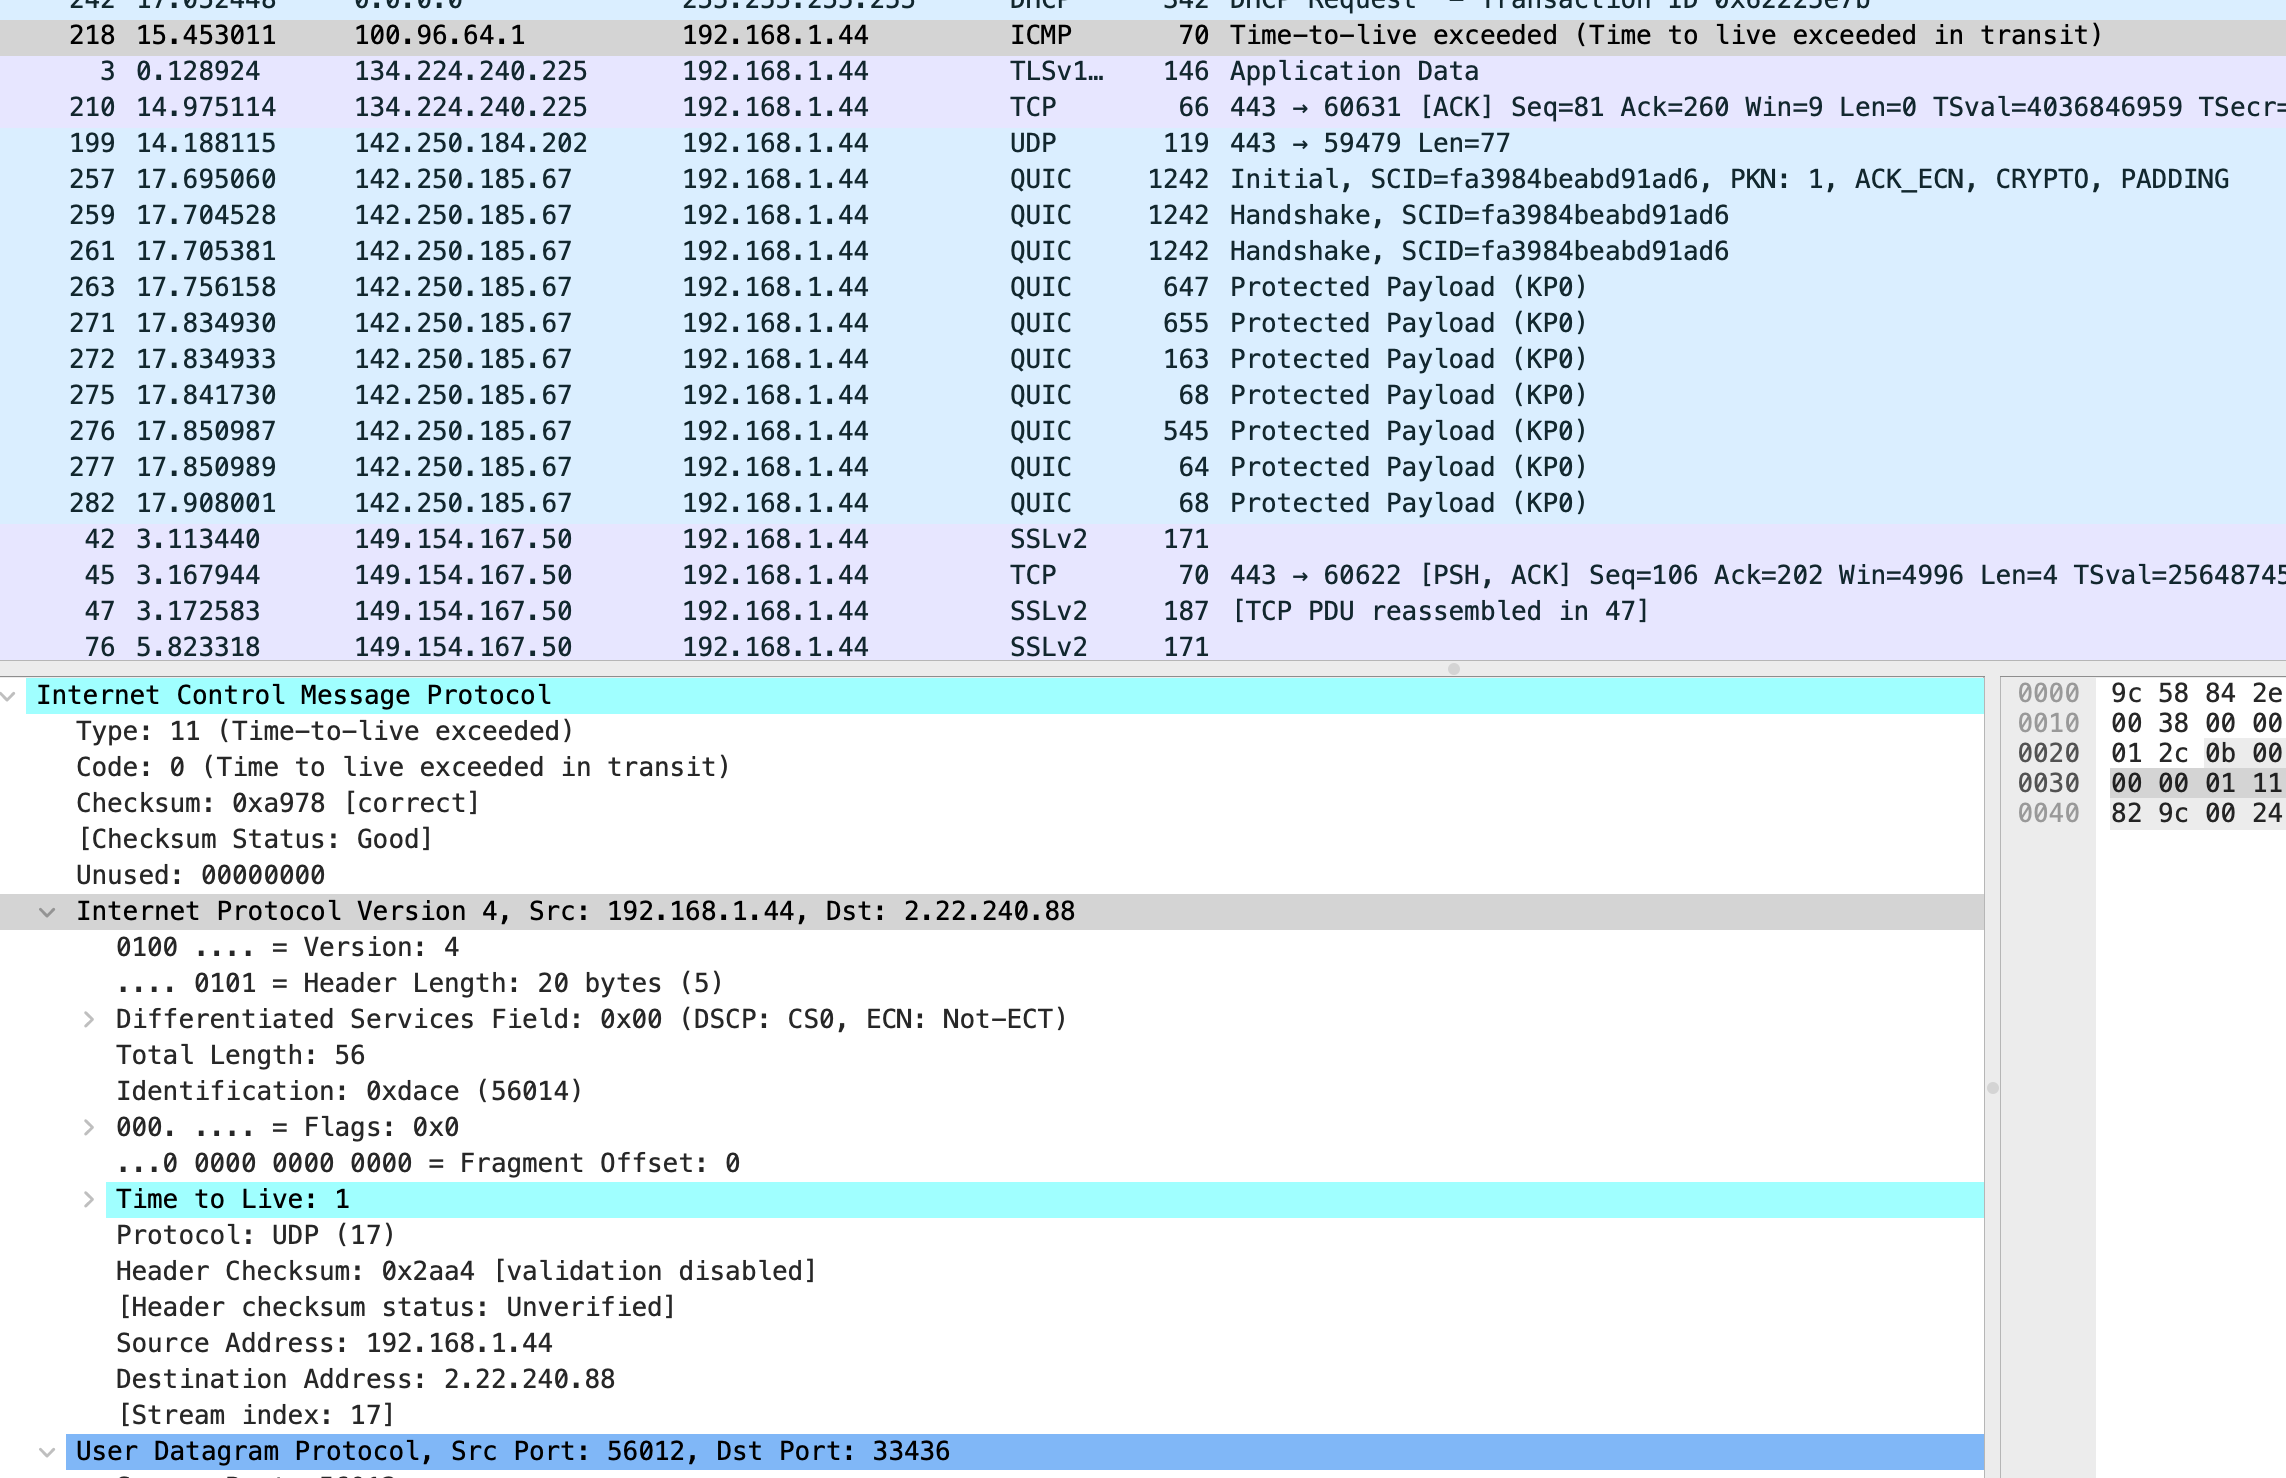 242 17.052448 0.0.0.0 255.255.255.255 DHCP 342 DHCP Request – Transaction ID 0x62225e7b
218 15.453011 100.96.64.1 192.168.1.44 ICMP 70 Time-to-live exceeded (Time to live exceeded in transit)
3 0.128924 134.224.240.225 192.168.1.44 TLSv1… 146 Application Data
210 14.975114 134.224.240.225 192.168.1.44 TCP 66 443 → 60631 [ACK] Seq=81 Ack=260 Win=9 Len=0 TSval=4036846959 TSecr=
199 14.188115 142.250.184.202 192.168.1.44 UDP 119 443 → 59479 Len=77
257 17.695060 142.250.185.67 192.168.1.44 QUIC 1242 Initial, SCID=fa3984beabd91ad6, PKN: 1, ACK_ECN, CRYPTO, PADDING
259 17.704528 142.250.185.67 192.168.1.44 QUIC 1242 Handshake, SCID=fa3984beabd91ad6
261 17.705381 142.250.185.67 192.168.1.44 QUIC 1242 Handshake, SCID=fa3984beabd91ad6
263 17.756158 142.250.185.67 192.168.1.44 QUIC 647 Protected Payload (KP0)
271 17.834930 142.250.185.67 192.168.1.44 QUIC 655 Protected Payload (KP0)
272 17.834933 142.250.185.67 192.168.1.44 QUIC 163 Protected Payload (KP0)
275 17.841730 142.250.185.67 192.168.1.44 QUIC 68 Protected Payload (KP0)
276 17.850987 142.250.185.67 192.168.1.44 QUIC 545 Protected Payload (KP0)
277 17.850989 142.250.185.67 192.168.1.44 QUIC 64 Protected Payload (KP0)
282 17.908001 142.250.185.67 192.168.1.44 QUIC 68 Protected Payload (KP0)
42 3.113440 149.154.167.50 192.168.1.44 SSLv2 171
45 3.167944 149.154.167.50 192.168.1.44 TCP 70 443 → 60622 [PSH, ACK] Seq=106 Ack=202 Win=4996 Len=4 TSval=25648745
47 3.172583 149.154.167.50 192.168.1.44 SSLv2 187 [TCP PDU reassembled in 47]
76 5.823318 149.154.167.50 192.168.1.44 SSLv2 171
Internet Control Message Protocol
Type: 11 (Time-to-live exceeded)
Code: 0 (Time to live exceeded in transit)
Checksum: 0xa978 [correct]
[Checksum Status: Good]
Unused: 00000000
Internet Protocol Version 4, Src: 192.168.1.44, Dst: 2.22.240.88
0100 .... = Version: 4
.... 0101 = Header Length: 20 bytes (5)
Differentiated Services Field: 0x00 (DSCP: CS0, ECN: Not-ECT)
Total Length: 56
Identification: 0xdace (56014)
000. .... = Flags: 0x0
...0 0000 0000 0000 = Fragment Offset: 0
Time to Live: 1
Protocol: UDP (17)
Header Checksum: 0x2aa4 [validation disabled]
[Header checksum status: Unverified]
Source Address: 192.168.1.44
Destination Address: 2.22.240.88
[Stream index: 17]
User Datagram Protocol, Src Port: 56012, Dst Port: 33436
0000 9c 58 84 2e
0010 00 38 00 00
0020 01 2c 0b 00
0030 00 00 01 11
0040 82 9c 00 24